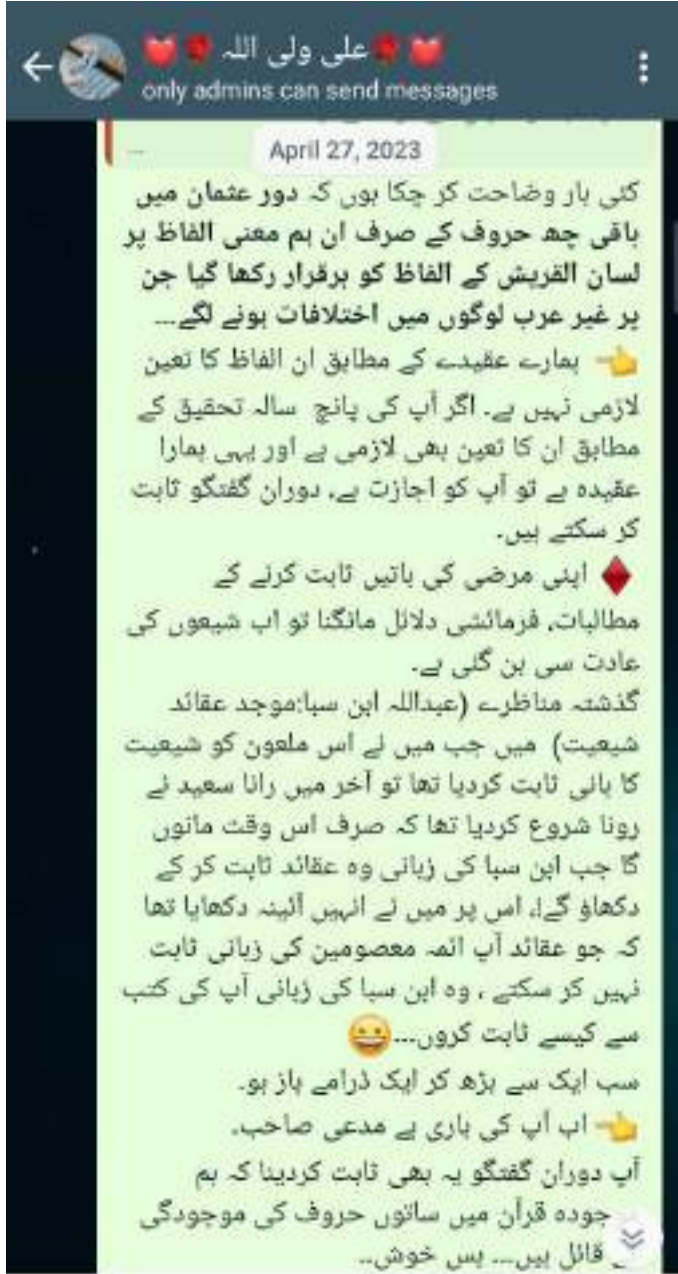 علی ولی اللہ
only admins can send messages
April 27, 2023
کئی بار وضاحت کر چکا ہوں کہ دور عثمان میں
باقی چھ حروف کے صرف ان ہم معنی الفاظ پر
لسان القریش کے الفاظ کو برقرار رکھا گیا جن
پر غیر عرب لوگوں میں اختلافات ہونے لگے۔۔۔
👈 ہمارے عقیدے کے مطابق ان الفاظ کا تعین
لازمی نہیں ہے۔ اگر آپ کی پانچ سالہ تحقیق کے
مطابق ان کا تعین بھی لازمی ہے اور یہی ہمارا
عقیدہ ہے تو آپ کو اجازت ہے، دوران گفتگو ثابت
کر سکتے ہیں۔
♦️ اپنی مرضی کی باتیں ثابت کرنے کے
مطالبات، فرمائشی دلائل مانگنا تو اب شیعوں کی
عادت سی بن گئی ہے۔
گذشتہ مناظرے (عبداللہ ابن سبا:موجد عقائد
شیعیت) میں جب میں نے اس ملعون کو شیعیت
کا بانی ثابت کردیا تھا تو آخر میں رانا سعید نے
رونا شروع کردیا تھا کہ صرف اس وقت مانوں
گا جب ابن سبا کی زبانی وہ عقائد ثابت کر کے
دکھاؤ گے!، اس پر میں نے انہیں آئینہ دکھایا تھا
کہ جو عقائد آپ ائمہ معصومین کی زبانی ثابت
نہیں کر سکتے ، وہ ابن سبا کی زبانی آپ کی کتب
سے کیسے ثابت کروں۔۔۔😀
سب ایک سے بڑھ کر ایک ڈرامے باز ہو۔
👈 اب آپ کی باری ہے مدعی صاحب۔
آپ دوران گفتگو یہ بھی ثابت کردینا کہ ہم
جودہ قرآن میں ساتوں حروف کی موجودگی
قائل ہیں۔۔۔ بس خوش۔۔